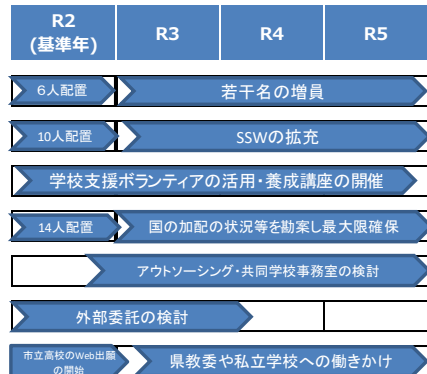 R2 R3 R4 R5
(基準年)
6人配置 若干名の増員
10人配置 SSWの拡充
学校支援ボランティアの活用・養成講座の開催
14人配置 国の加配の状況等を勘案し最大限確保
アウトソーシング・共同学校事務室の検討
外部委託の検討
市立高校のWeb出願 県教委や私立学校への働きかけ
の開始